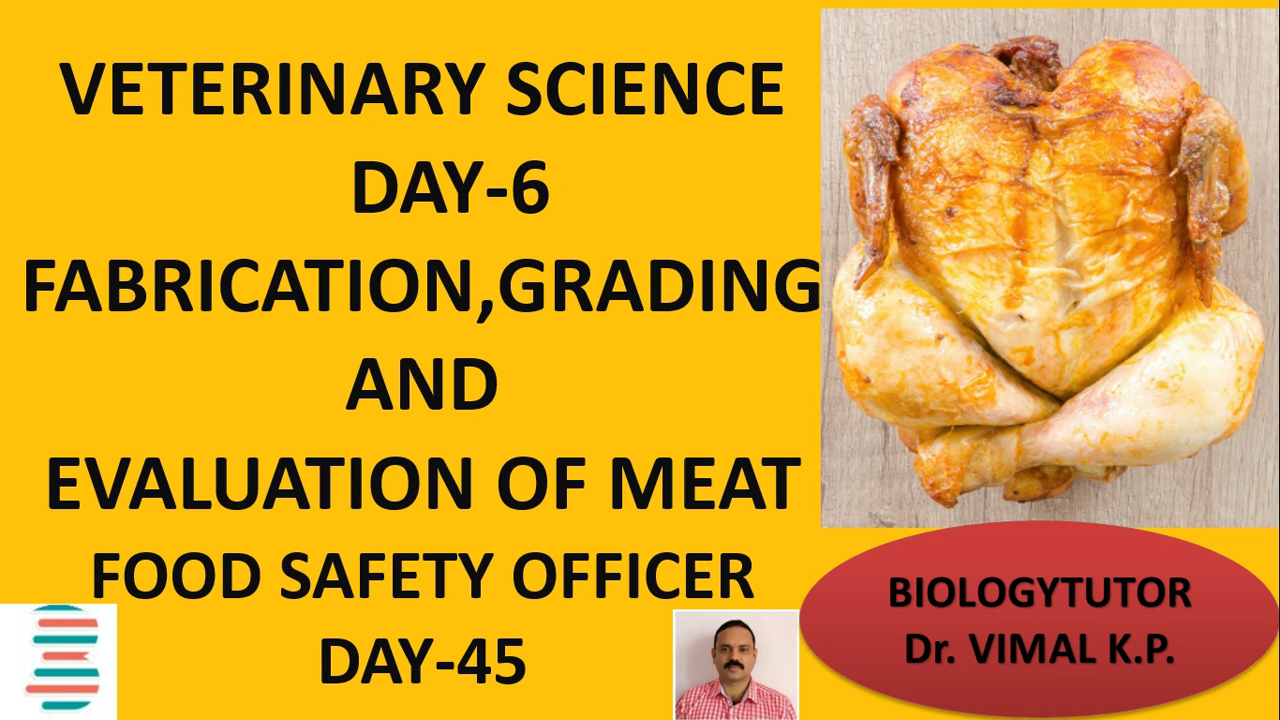 VETERINARY SCIENCE
DAY-6
FABRICATION,GRADING
AND
EVALUATION OF MEAT
FOOD SAFETY OFFICER
DAY-45
BIOLOGYTUTOR
Dr. VIMAL K.P.